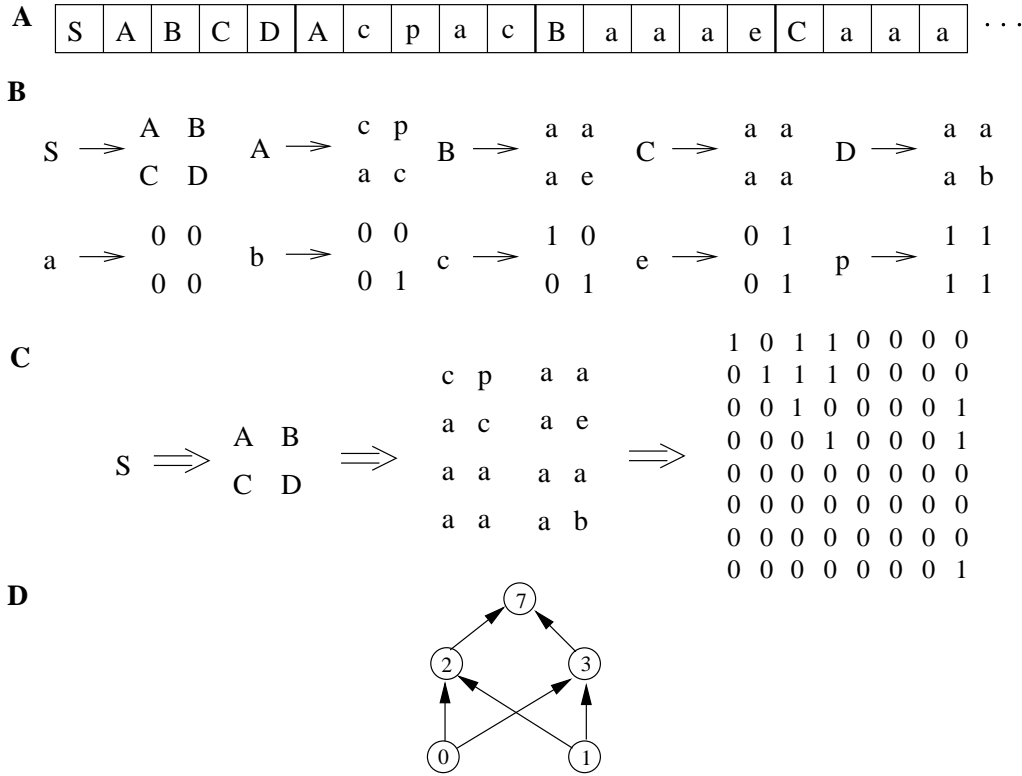 A S A B C D A c p a c B a a a e C a a a . . .
B
A B c p a a a a a a
S A B C D
C D a c a e a a a b
0 0 0 0 1 0 0 1 1 1
a b c e p
0 0 0 1 0 1 0 1 1 1
C
1 0 1 1 0 0 0 0
c p a a 0 1 1 1 0 0 0 0
a c a e 0 0 1 0 0 0 0 1
A B 0 0 0 1 0 0 0 1
S
C D a a a a 0 0 0 0 0 0 0 0
0 0 0 0 0 0 0 0
a a a b 0 0 0 0 0 0 0 0
0 0 0 0 0 0 0 1
D
7
2 3
0 1